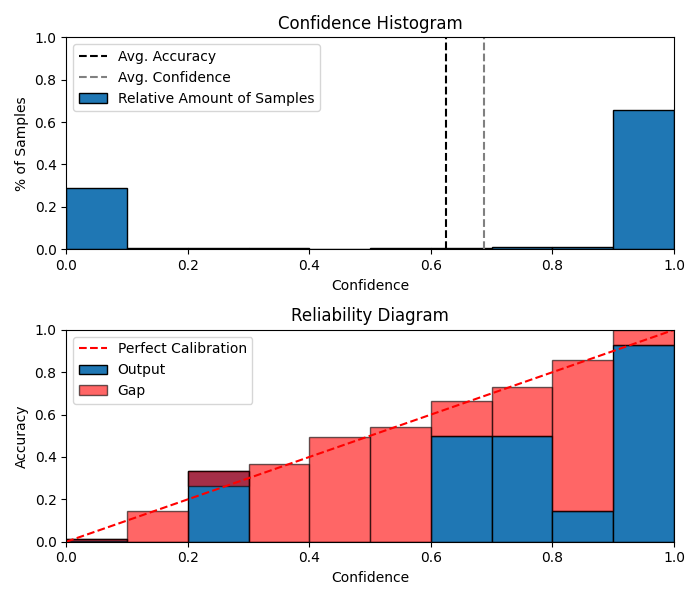 Confidence Histogram
1.0
0.8
0.6
0.4
0.2
0.0
% of Samples
Avg. Accuracy
Avg. Confidence
Relative Amount of Samples
0.0 0.2 0.4 0.6 0.8 1.0
Confidence
Reliability Diagram
1.0
0.8
0.6
0.4
0.2
0.0
Accuracy
Perfect Calibration
Output
Gap
0.0 0.2 0.4 0.6 0.8 1.0
Confidence